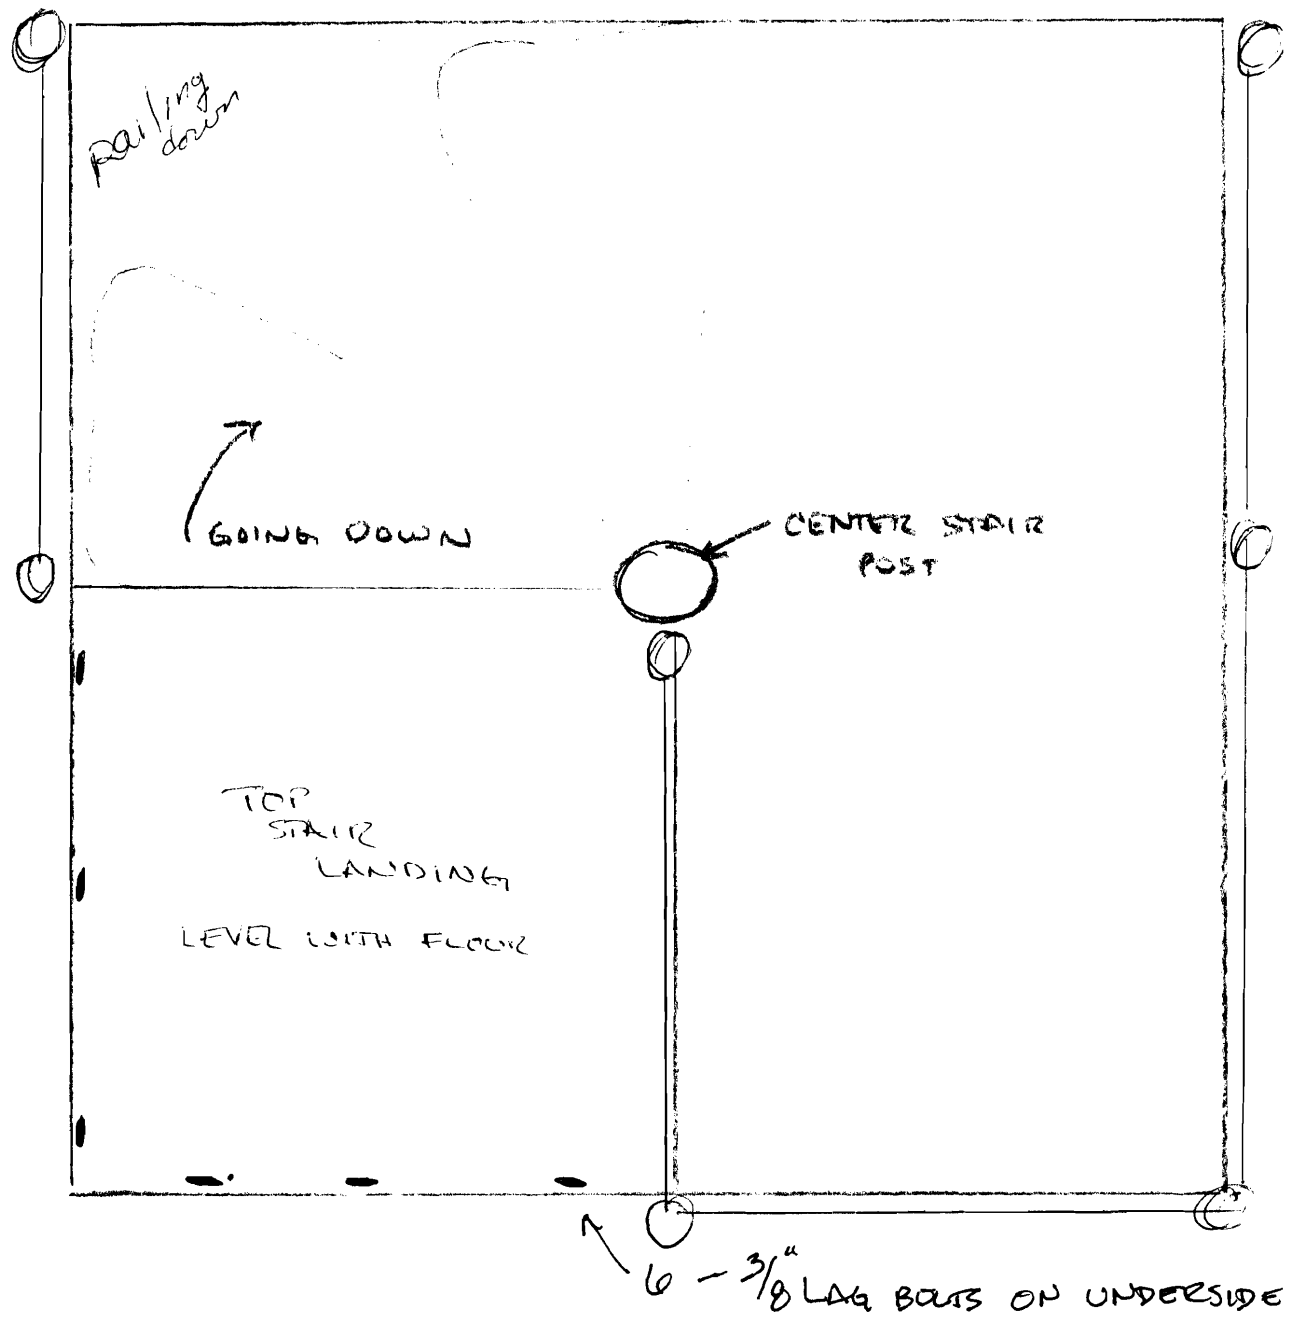 Railing
down
GOING DOWN
CENTER STAIR
POST
TOP
STAIR
LANDING
LEVEL WITH FLOOR
6 - 3/8" LAG BOLTS ON UNDERSIDE